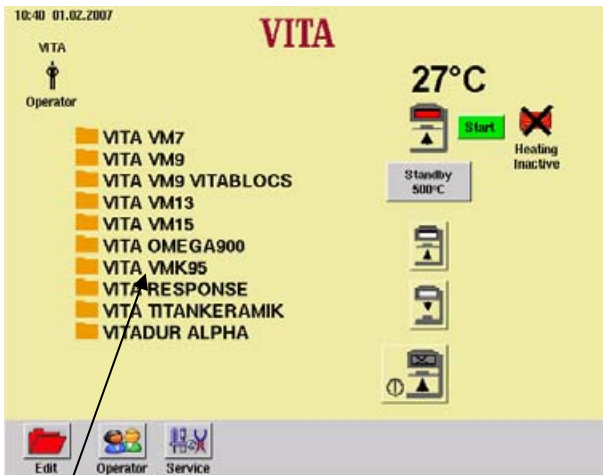 10:40 01.02.2007
VITA
VITA
Operator
27°C
Start
Heating
Inactive
Standby
500°C
VITA VM7
VITA VM9
VITA VM9 VITABLOCS
VITA VM13
VITA VM15
VITA OMEGA900
VITA VMK95
VITA RESPONSE
VITA TITANKERAMIK
VITADUR ALPHA
Edit
Operator
Service